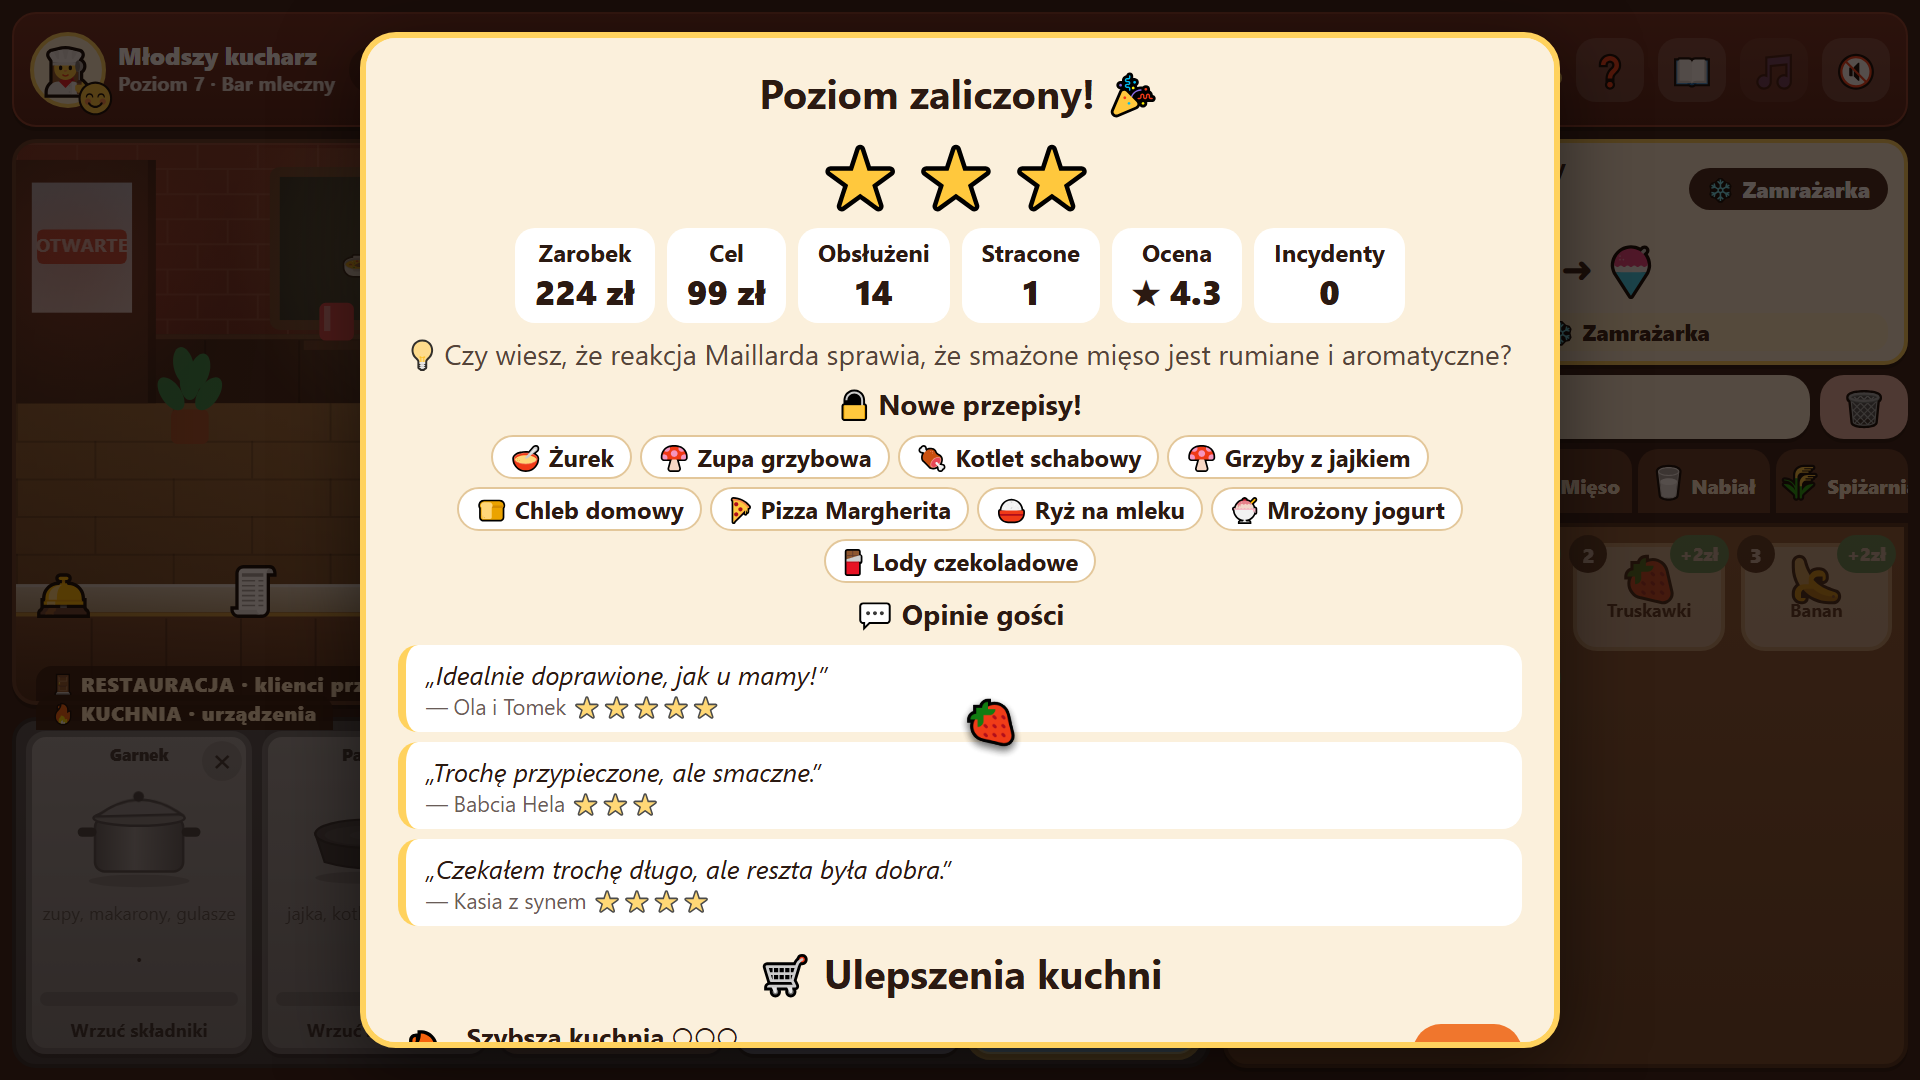 Młodszy kucharz
Poziom 7 · Bar mleczny
OTWARTE
Poziom zaliczony!
Zarobek
224 zł
Cel
99 zł
Obsłużeni
14
Stracone
1
Ocena
★ 4.3
Incydenty
0
Czy wiesz, że reakcja Maillarda sprawia, że smażone mięso jest rumiane i aromatyczne?
Nowe przepisy!
Żurek
Zupa grzybowa
Kotlet schabowy
Grzyby z jajkiem
Chleb domowy
Pizza Margherita
Ryż na mleku
Mrożony jogurt
Lody czekoladowe
Opinie gości
„Idealnie doprawione, jak u mamy!”
— Ola i Tomek
„Trochę przypieczone, ale smaczne.”
— Babcia Hela
„Czekałem trochę długo, ale reszta była dobra.”
— Kasia z synem
Ulepszenia kuchni
Szybsza kuchnia
Zamrażarka
Zamrażarka
Mięso
Nabiał
2
+2zł
Truskawki
3
+2zł
Banan
RESTAURACJA · klienci
KUCHNIA · urządzenia
Garnek
zupy, makarony, gulasze
Wrzuć składniki
jajka,
Wrzuć